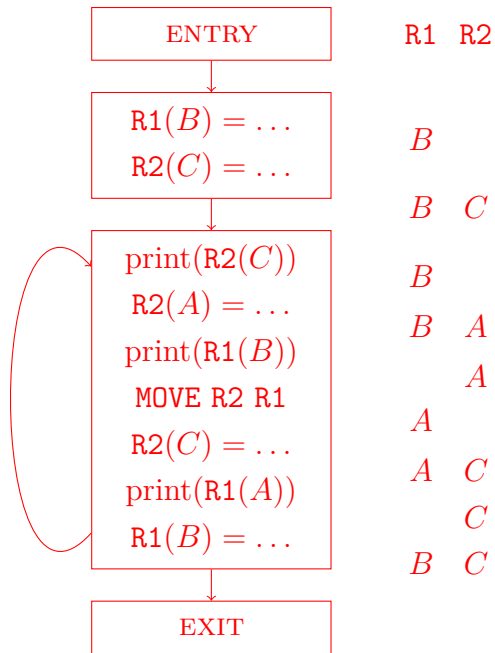 ENTRY R1 R2
R1(B) = …
B
R2(C) = …
B C
print(R2(C))
B
R2(A) = …
B A
print(R1(B))
A
MOVE R2 R1
A
R2(C) = …
A C
print(R1(A))
C
R1(B) = …
B C
EXIT